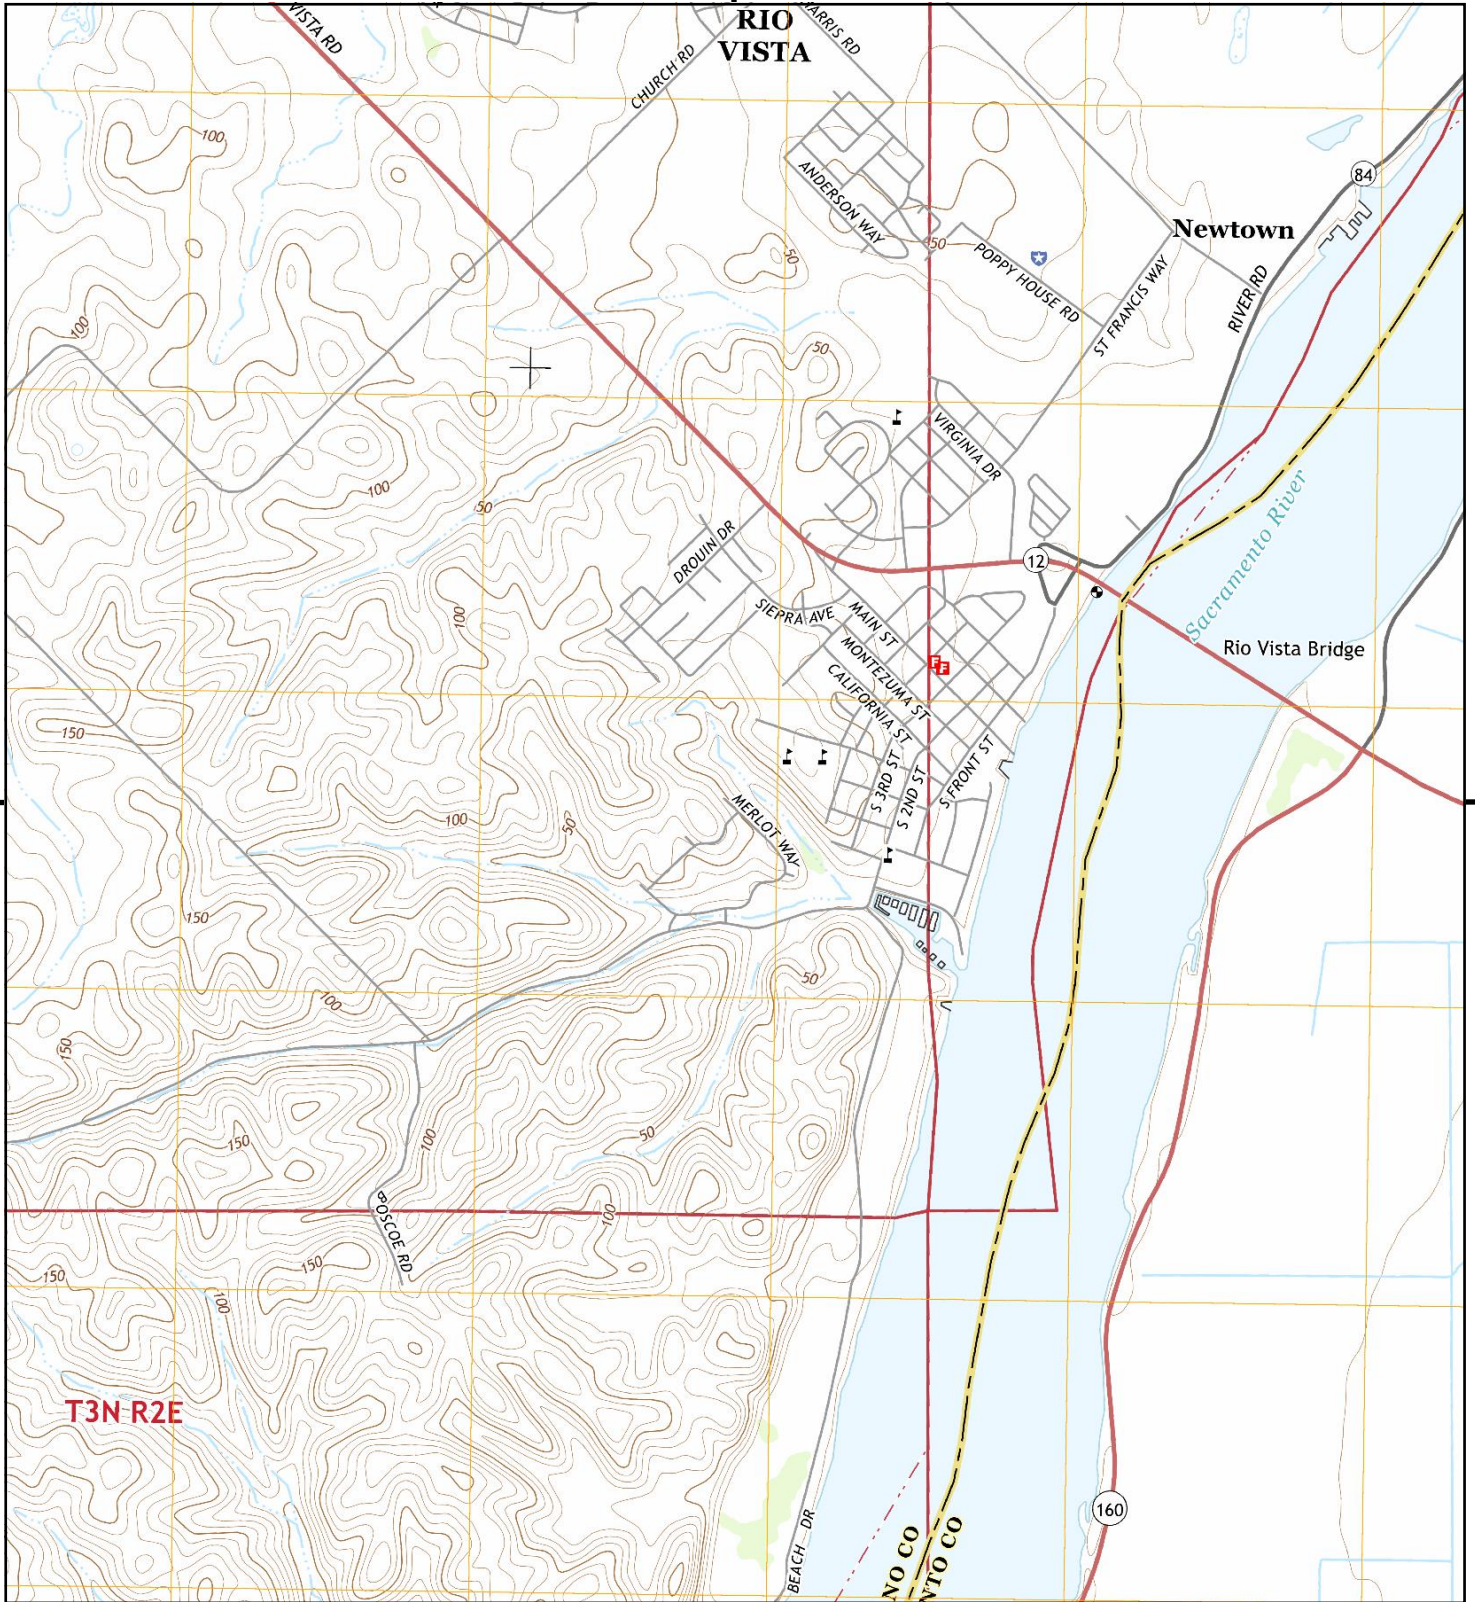 VISTA RD
RIO
VISTA
HARRIS RD
CHURCH RD
100
84
ANDERSON WAY
Newtown
50
50
POPPY HOUSE RD
ST FRANCIS WAY
RIVER RD
100
50
VIRGINIA DR
100
50
Sacramento River
DROUIN DR
12
SIEPRA AVE
MAIN ST
100
MONTEZUMA ST
Rio Vista Bridge
F
F
CALIFORNIA ST
150
S 3RD ST
S 2ND ST
S FRONT ST
MERLOT WAY
100
50
150
50
100
150
150
100
50
BOSCOE RD
100
150
150
100
T3N R2E
160
BEACH DR
NO CO
NTO CO